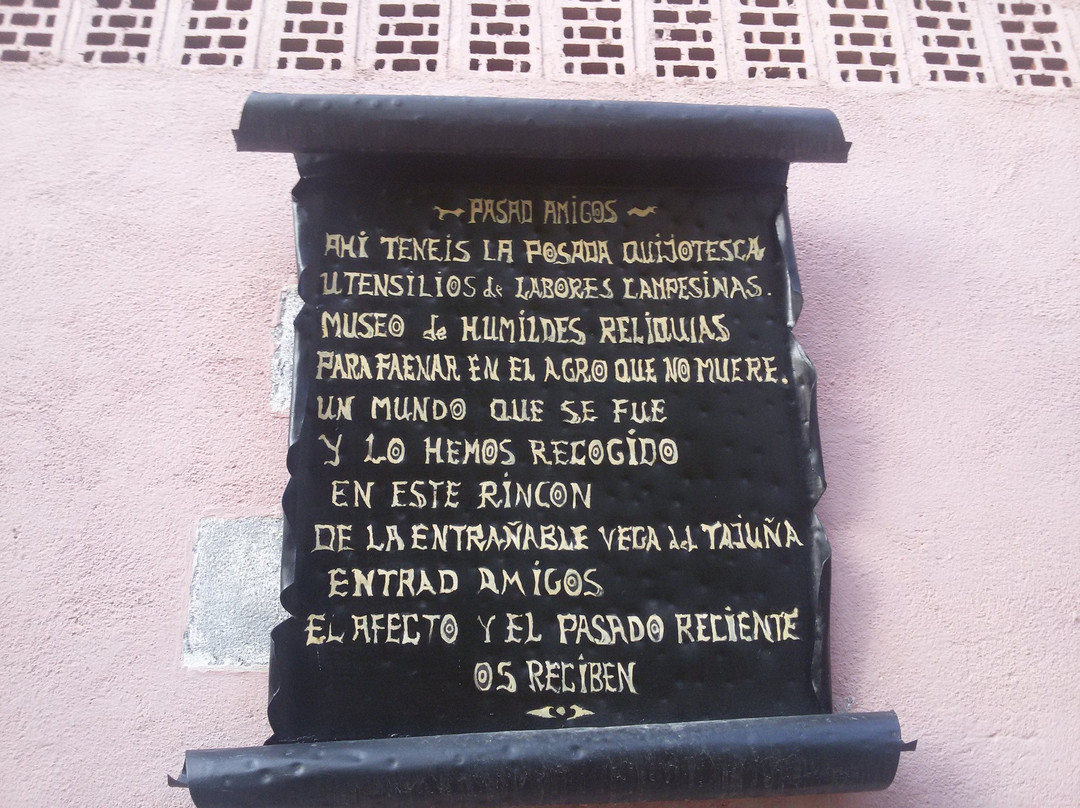 PASAD AMIGOS
AHÍ TENEIS LA POSADA QUIJOTESCA
UTENSILIOS de LABORES CAMPESINAS.
MUSEO de HUMILDES RELIQUIAS
PARA FAENAR EN EL AGRO QUE NO MUERE.
UN MUNDO QUE SE FUE
Y LO HEMOS RECOGIDO
EN ESTE RINCON
DE LA ENTRAÑABLE VEGA del TAJUÑA
ENTRAD AMIGOS
EL AFECTO Y EL PASADO RECIENTE
OS RECIBEN